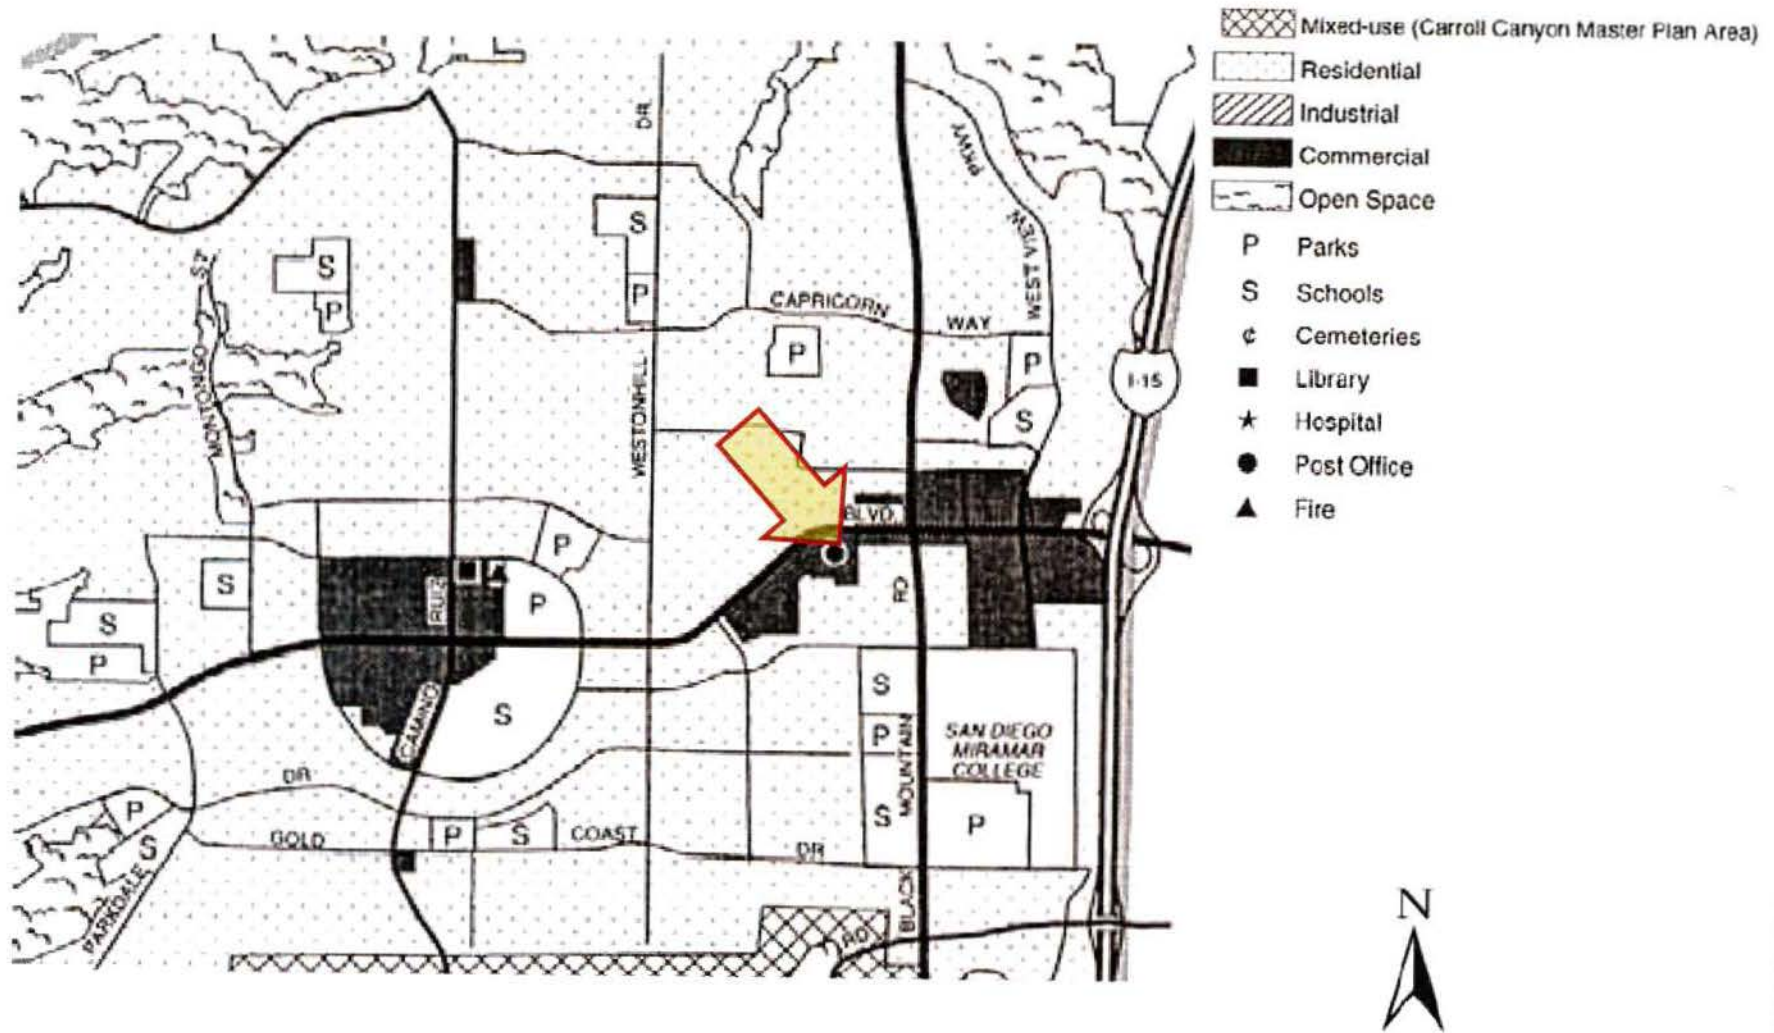 Mixed-use (Carroll Canyon Master Plan Area)
Residential
Industrial
Commercial
Open Space
P Parks
S Schools
¢ Cemeteries
Library
Hospital
Post Office
Fire
DR
PKWY
WEST VIEW
S
S
P
P
MONTONGO ST
CAPRICORN
WAY
P
P
I-15
WESTONHILL
S
BLVD.
P
S
RUIZ
P
RD
S
P
S
S
CAMINO
P
MOUNTAIN
SAN DIEGO
MIRAMAR
COLLEGE
DR
P
S
GOLD
P
S
COAST
DR
S
P
PARKDALE
BLACK
RD
N